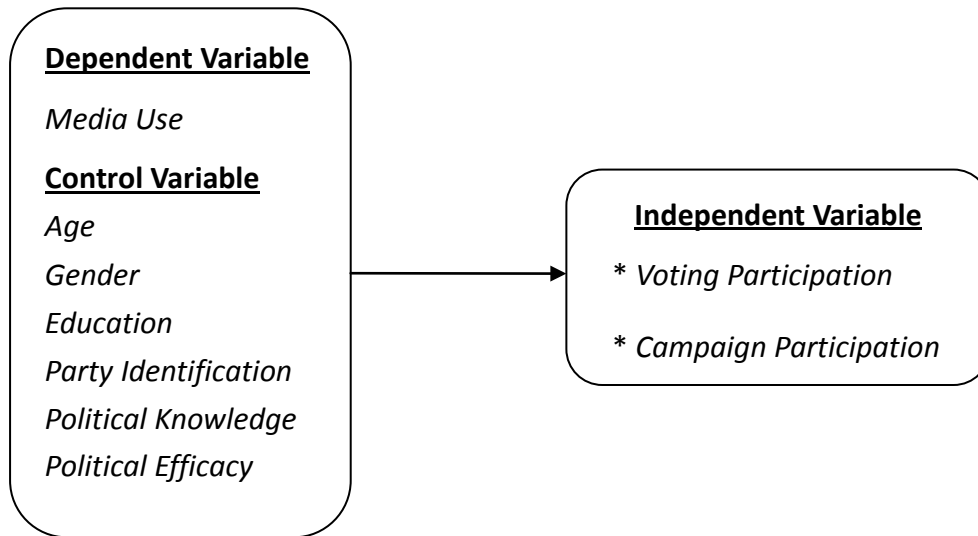 Dependent Variable
Media Use
Control Variable
Age
Gender
Education
Party Identification
Political Knowledge
Political Efficacy
Independent Variable
* Voting Participation
* Campaign Participation